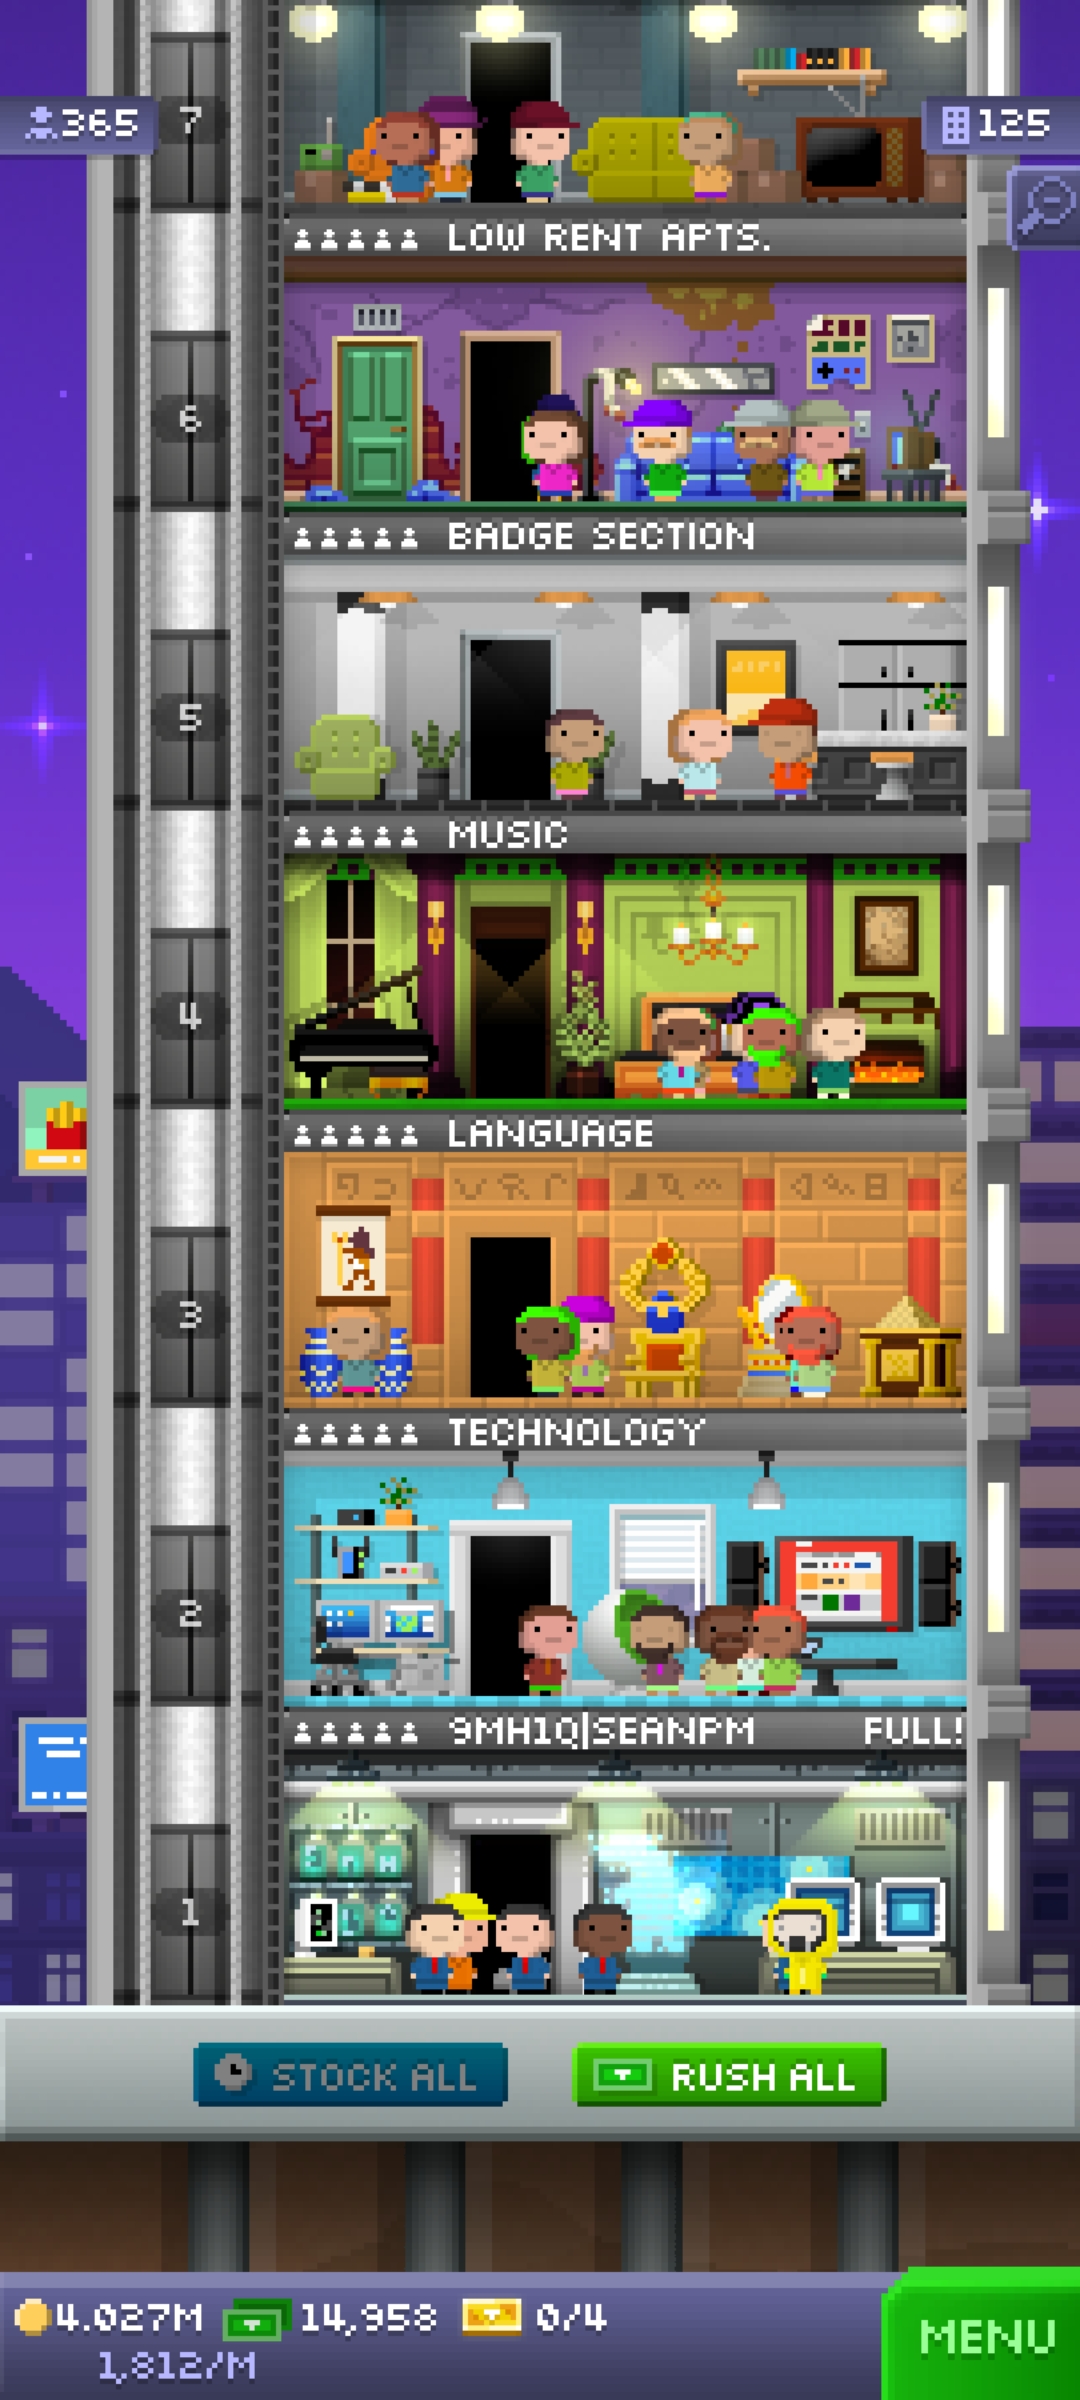 365
7
125
LOW RENT APTS.
6
BADGE SECTION
5
MUSIC
4
LANGUAGE
3
TECHNOLOGY
2
9MH1Q|SEANPM FULL!
1
STOCK ALL
RUSH ALL
4.027M 14,958 0/4
1,812/M
MENU